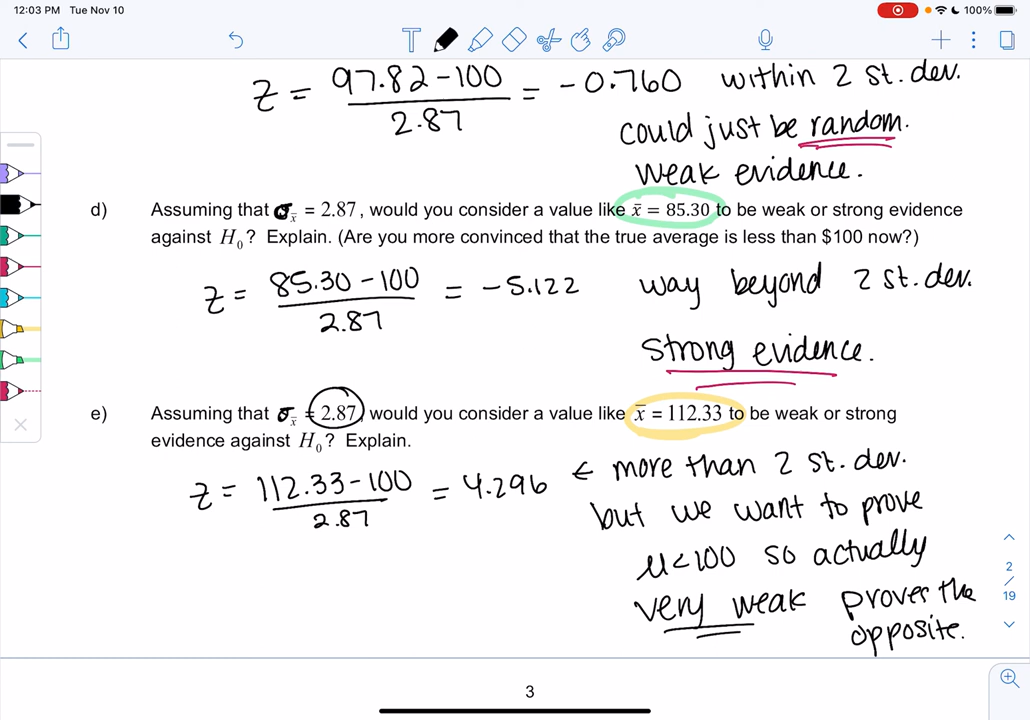 12:03 PM Tue Nov 10
100%
z = 97.82 - 100 / 2.87 = -0.760 within 2 st. dev.
could just be random.
weak evidence.
d) Assuming that σx̄ = 2.87, would you consider a value like x̄ = 85.30 to be weak or strong evidence
against H0? Explain. (Are you more convinced that the true average is less than $100 now?)
z = 85.30 - 100 / 2.87 = -5.122 way beyond 2 st. dev.
strong evidence.
e) Assuming that σx̄ = 2.87, would you consider a value like x̄ = 112.33 to be weak or strong
evidence against H0? Explain.
z = 112.33 - 100 / 2.87 = 4.296 ← more than 2 st. dev.
but we want to prove
μ < 100 so actually
very weak proves the
opposite.
2 / 19
3